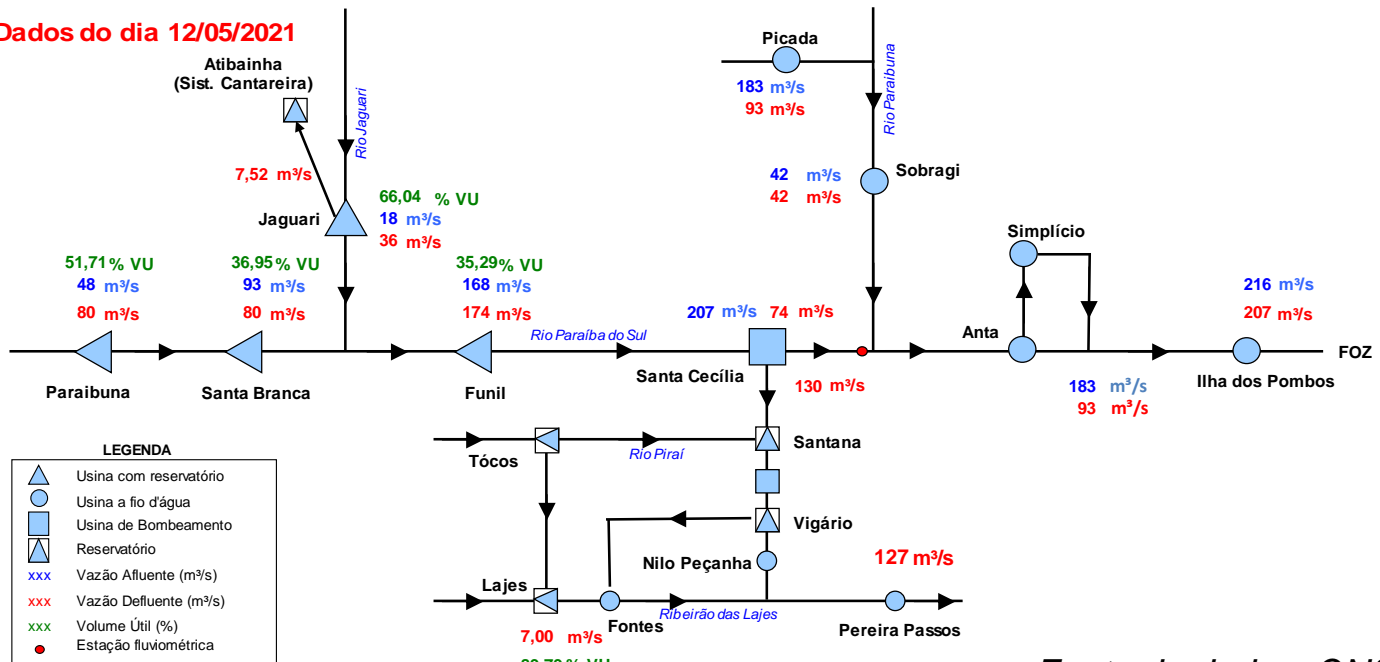 Dados do dia 12/05/2021
Atibainha
(Sist. Cantareira)
Rio Jaguari
7,52 m³/s
Jaguari
66,04 % VU
18 m³/s
36 m³/s
Picada
183 m³/s
93 m³/s
Rio Paraibuna
42 m³/s
42 m³/s
Sobragi
Simplício
51,71 % VU
48 m³/s
80 m³/s
Paraibuna
36,95 % VU
93 m³/s
80 m³/s
Santa Branca
35,29 % VU
168 m³/s
174 m³/s
Funil
Rio Paraíba do Sul
207 m³/s 74 m³/s
Santa Cecília
130 m³/s
Anta
183 m³/s
93 m³/s
216 m³/s
207 m³/s
Ilha dos Pombos
FOZ
Tócos
Rio Piraí
Santana
Vigário
Nilo Peçanha
127 m³/s
Lajes
Fontes
Ribeirão das Lajes
Pereira Passos
7,00 m³/s
LEGENDA
Usina com reservatório
Usina a fio d'água
Usina de Bombeamento
Reservatório
xxx Vazão Afluente (m³/s)
xxx Vazão Defluente (m³/s)
xxx Volume Útil (%)
Estação fluviométrica